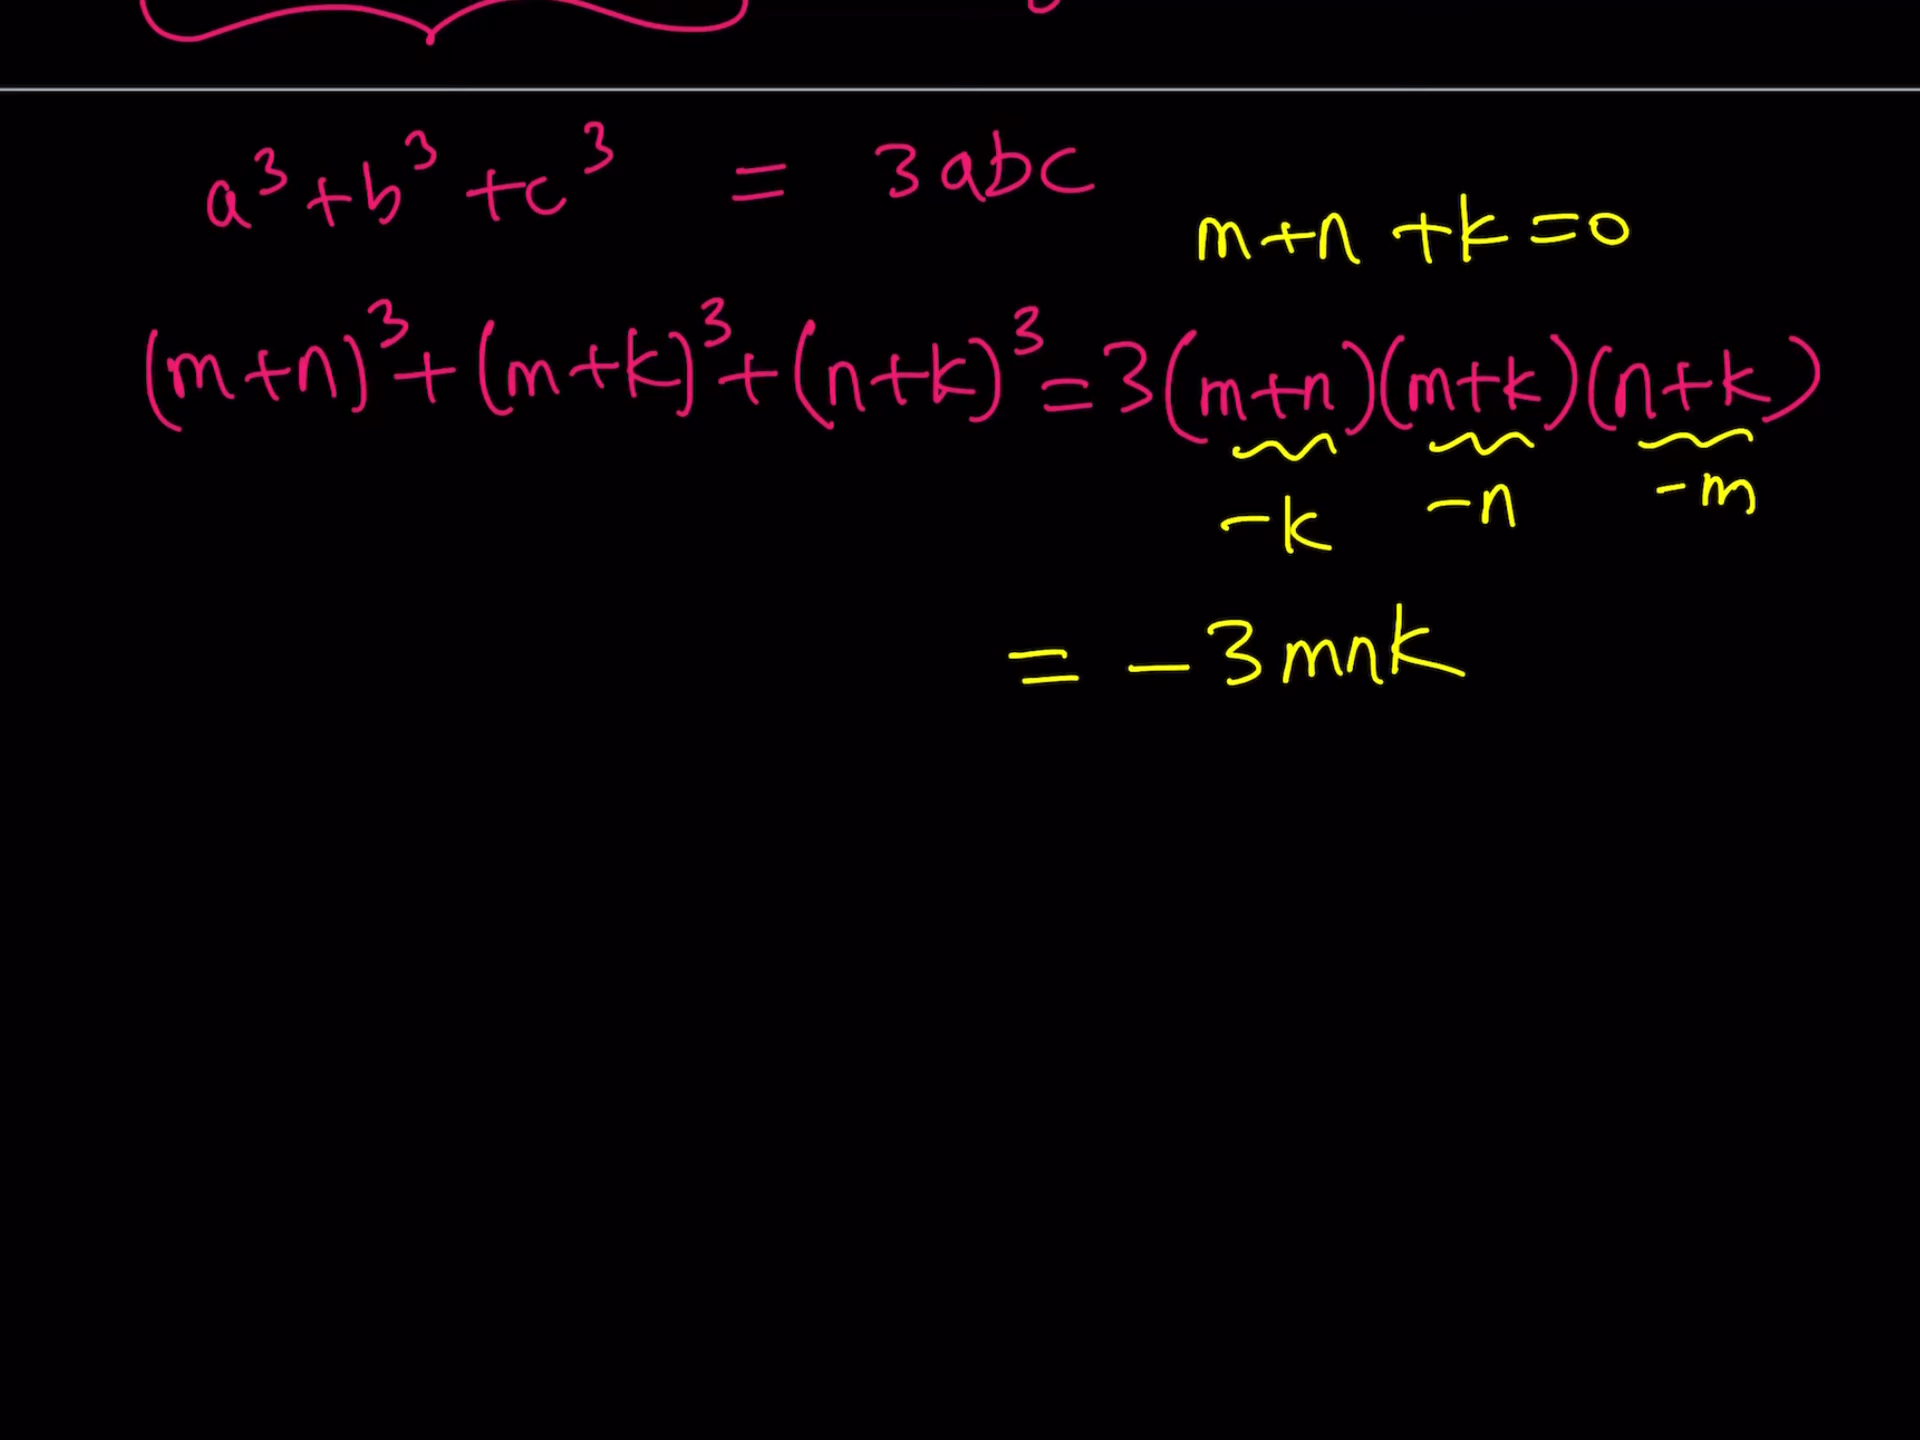 a³+b³+c³ = 3abc
m+n+k=0
(m+n)³+(m+k)³+(n+k)³=3(m+n)(m+k)(n+k)
-k -n -m
= -3mnk